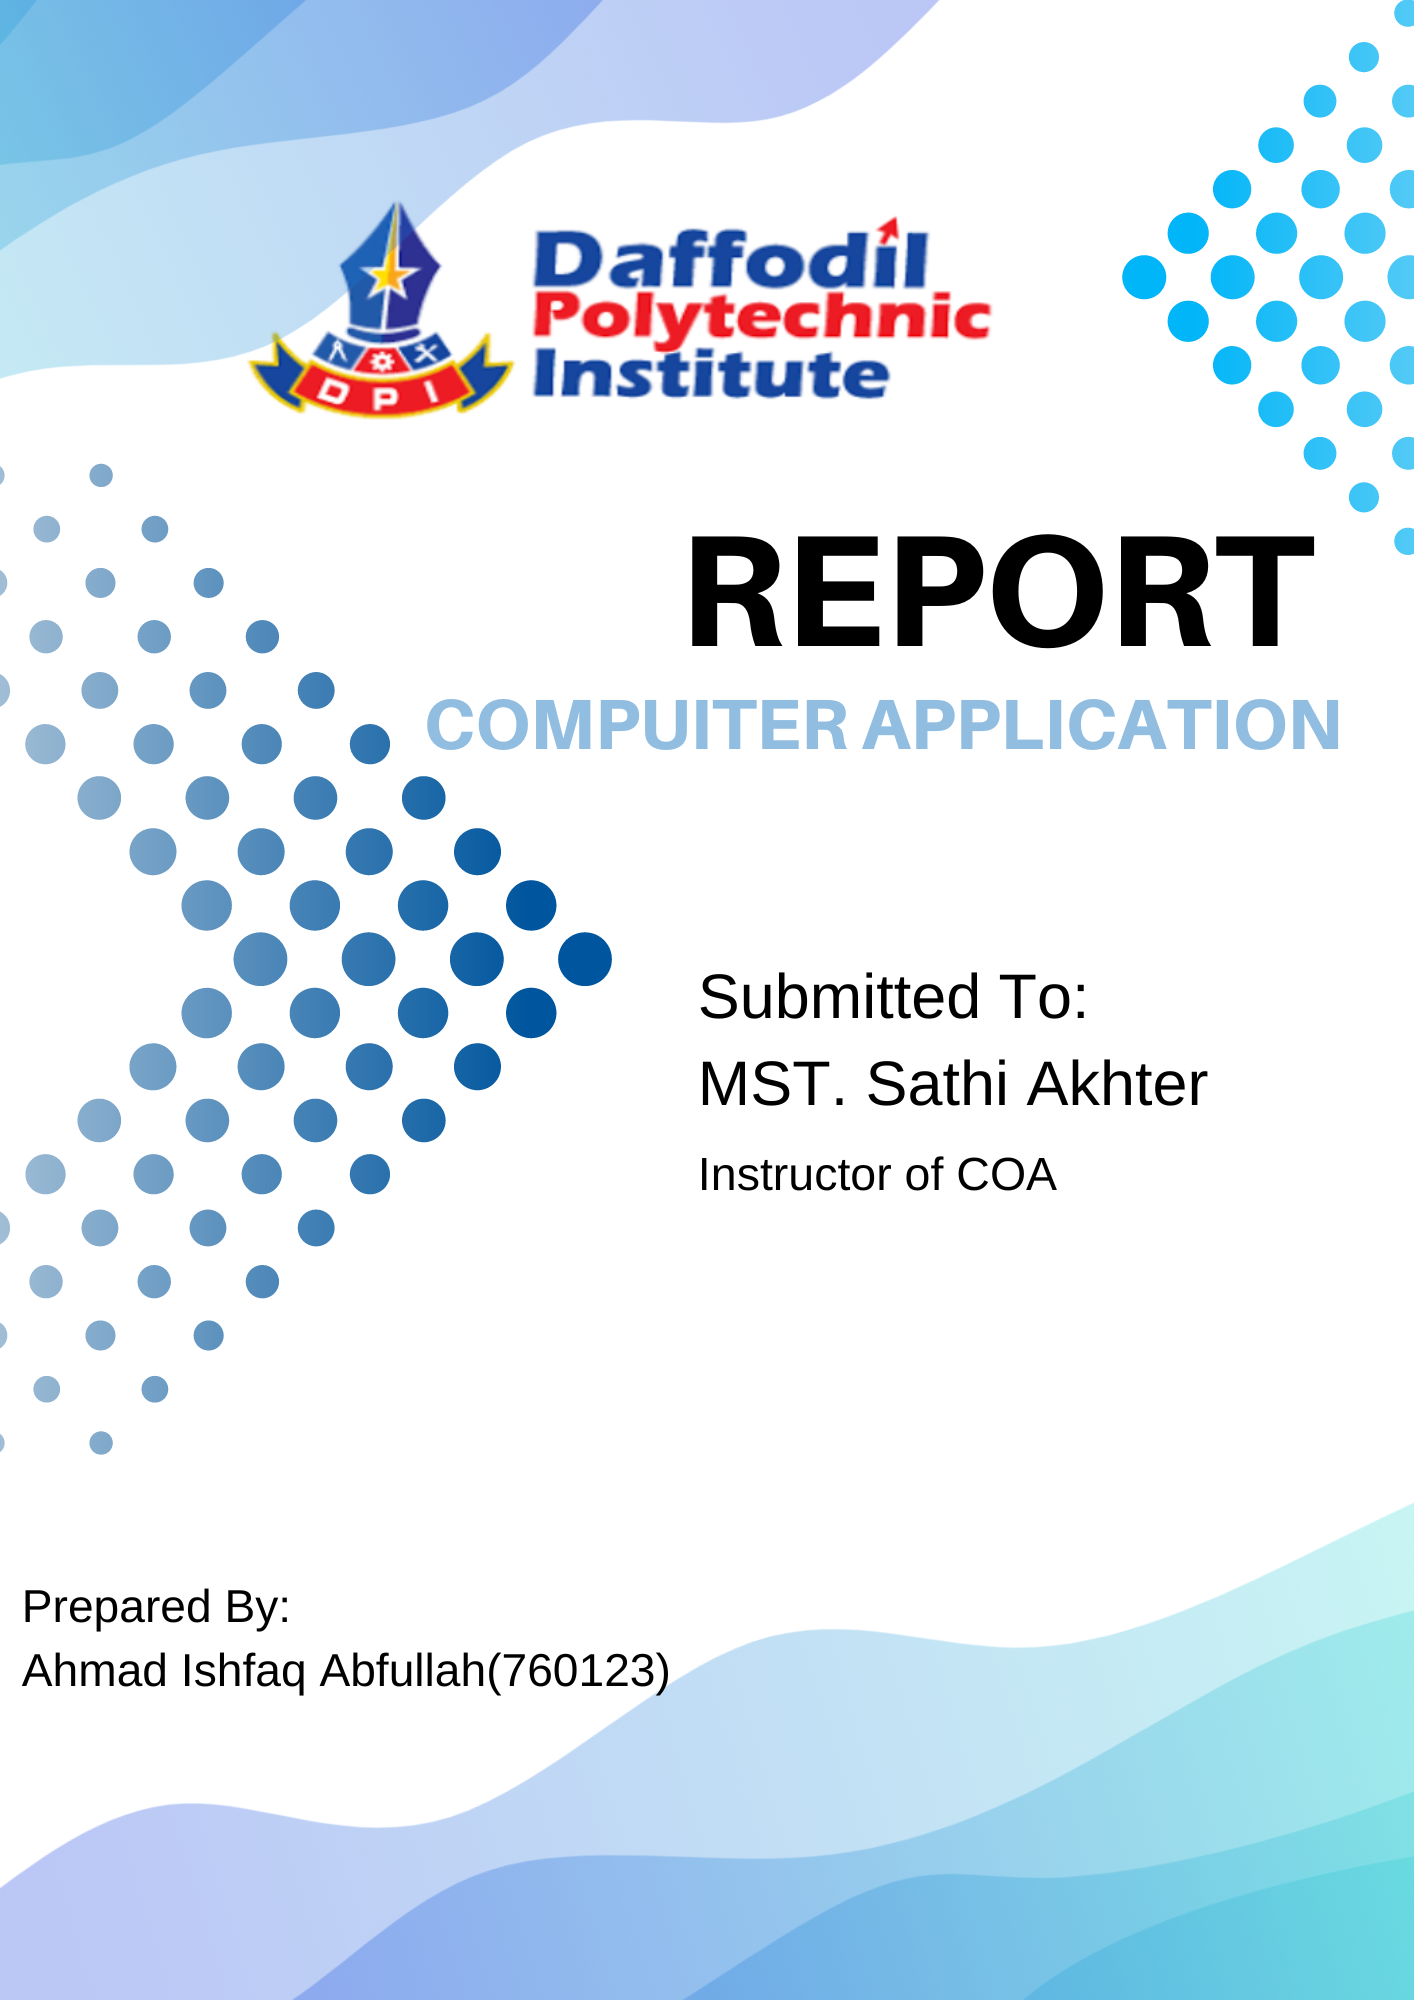 Daffodil
Polytechnic
Institute
DPI
REPORT
COMPUITER APPLICATION
Submitted To:
MST. Sathi Akhter
Instructor of COA
Prepared By:
Ahmad Ishfaq Abfullah(760123)